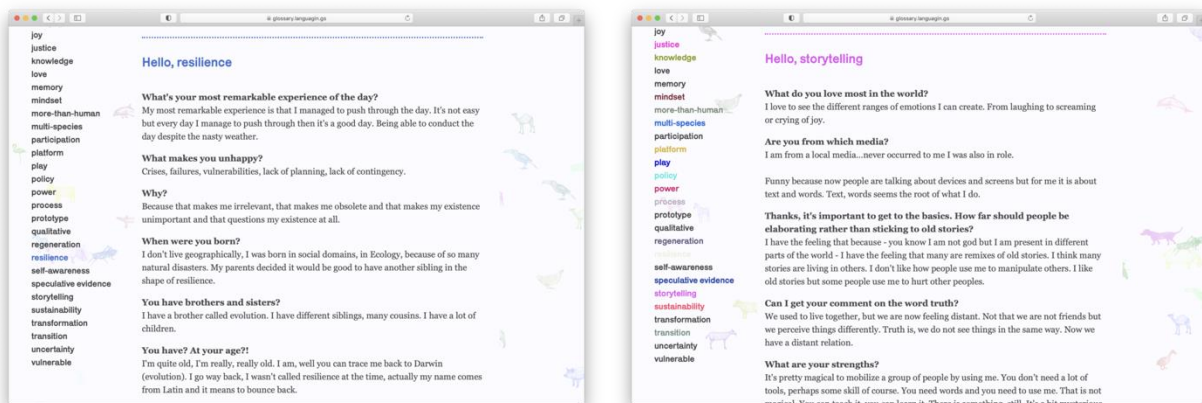 glossary.languagin.gs
joy
justice
knowledge
love
memory
mindset
more-than-human
multi-species
participation
platform
play
policy
power
process
prototype
qualitative
regeneration
resilience
self-awareness
speculative evidence
storytelling
sustainability
transformation
transition
uncertainty
vulnerable
Hello, resilience
What's your most remarkable experience of the day?
My most remarkable experience is that I managed to push through the day. It's not easy
but every day I manage to push through then it's a good day. Being able to conduct the
day despite the nasty weather.
What makes you unhappy?
Crises, failures, vulnerabilities, lack of planning, lack of contingency.
Why?
Because that makes me irrelevant, that makes me obsolete and that makes my existence
unimportant and that questions my existence at all.
When were you born?
I don't live geographically, I was born in social domains, in Ecology, because of so many
natural disasters. My parents decided it would be good to have another sibling in the
shape of resilience.
You have brothers and sisters?
I have a brother called evolution. I have different siblings, many cousins. I have a lot of
children.
You have? At your age?!
I'm quite old, I'm really, really old. I am, well you can trace me back to Darwin
(evolution). I go way back, I wasn't called resilience at the time, actually my name comes
from Latin and it means to bounce back.
glossary.languagin.gs
joy
justice
knowledge
love
memory
mindset
more-than-human
multi-species
participation
platform
play
policy
power
process
prototype
qualitative
regeneration
resilience
self-awareness
speculative evidence
storytelling
sustainability
transformation
transition
uncertainty
vulnerable
Hello, storytelling
What do you love most in the world?
I love to see the different ranges of emotions I can create. From laughing to screaming
or crying of joy.
Are you from which media?
I am from a local media...never occurred to me I was also in role.
Funny because now people are talking about devices and screens but for me it is about
text and words. Text, words seems the root of what I do.
Thanks, it's important to get to the basics. How far should people be
elaborating rather than sticking to old stories?
I have the feeling that because - you know I am not god but I am present in different
parts of the world - I have the feeling that many are remixes of old stories. I think many
stories are living in others. I don't like how people use me to manipulate others. I like
old stories but some people use me to hurt other peoples.
Can I get your comment on the word truth?
We used to live together, but we are now feeling distant. Not that we are not friends but
we perceive things differently. Truth is, we do not see things in the same way. Now we
have a distant relation.
What are your strengths?
It's pretty magical to mobilize a group of people by using me. You don't need a lot of
tools, perhaps some skill of course. You need words and you need to use me. That is not
magical. You can teach it, you can learn it. There is something, still. It's a bit mysterious